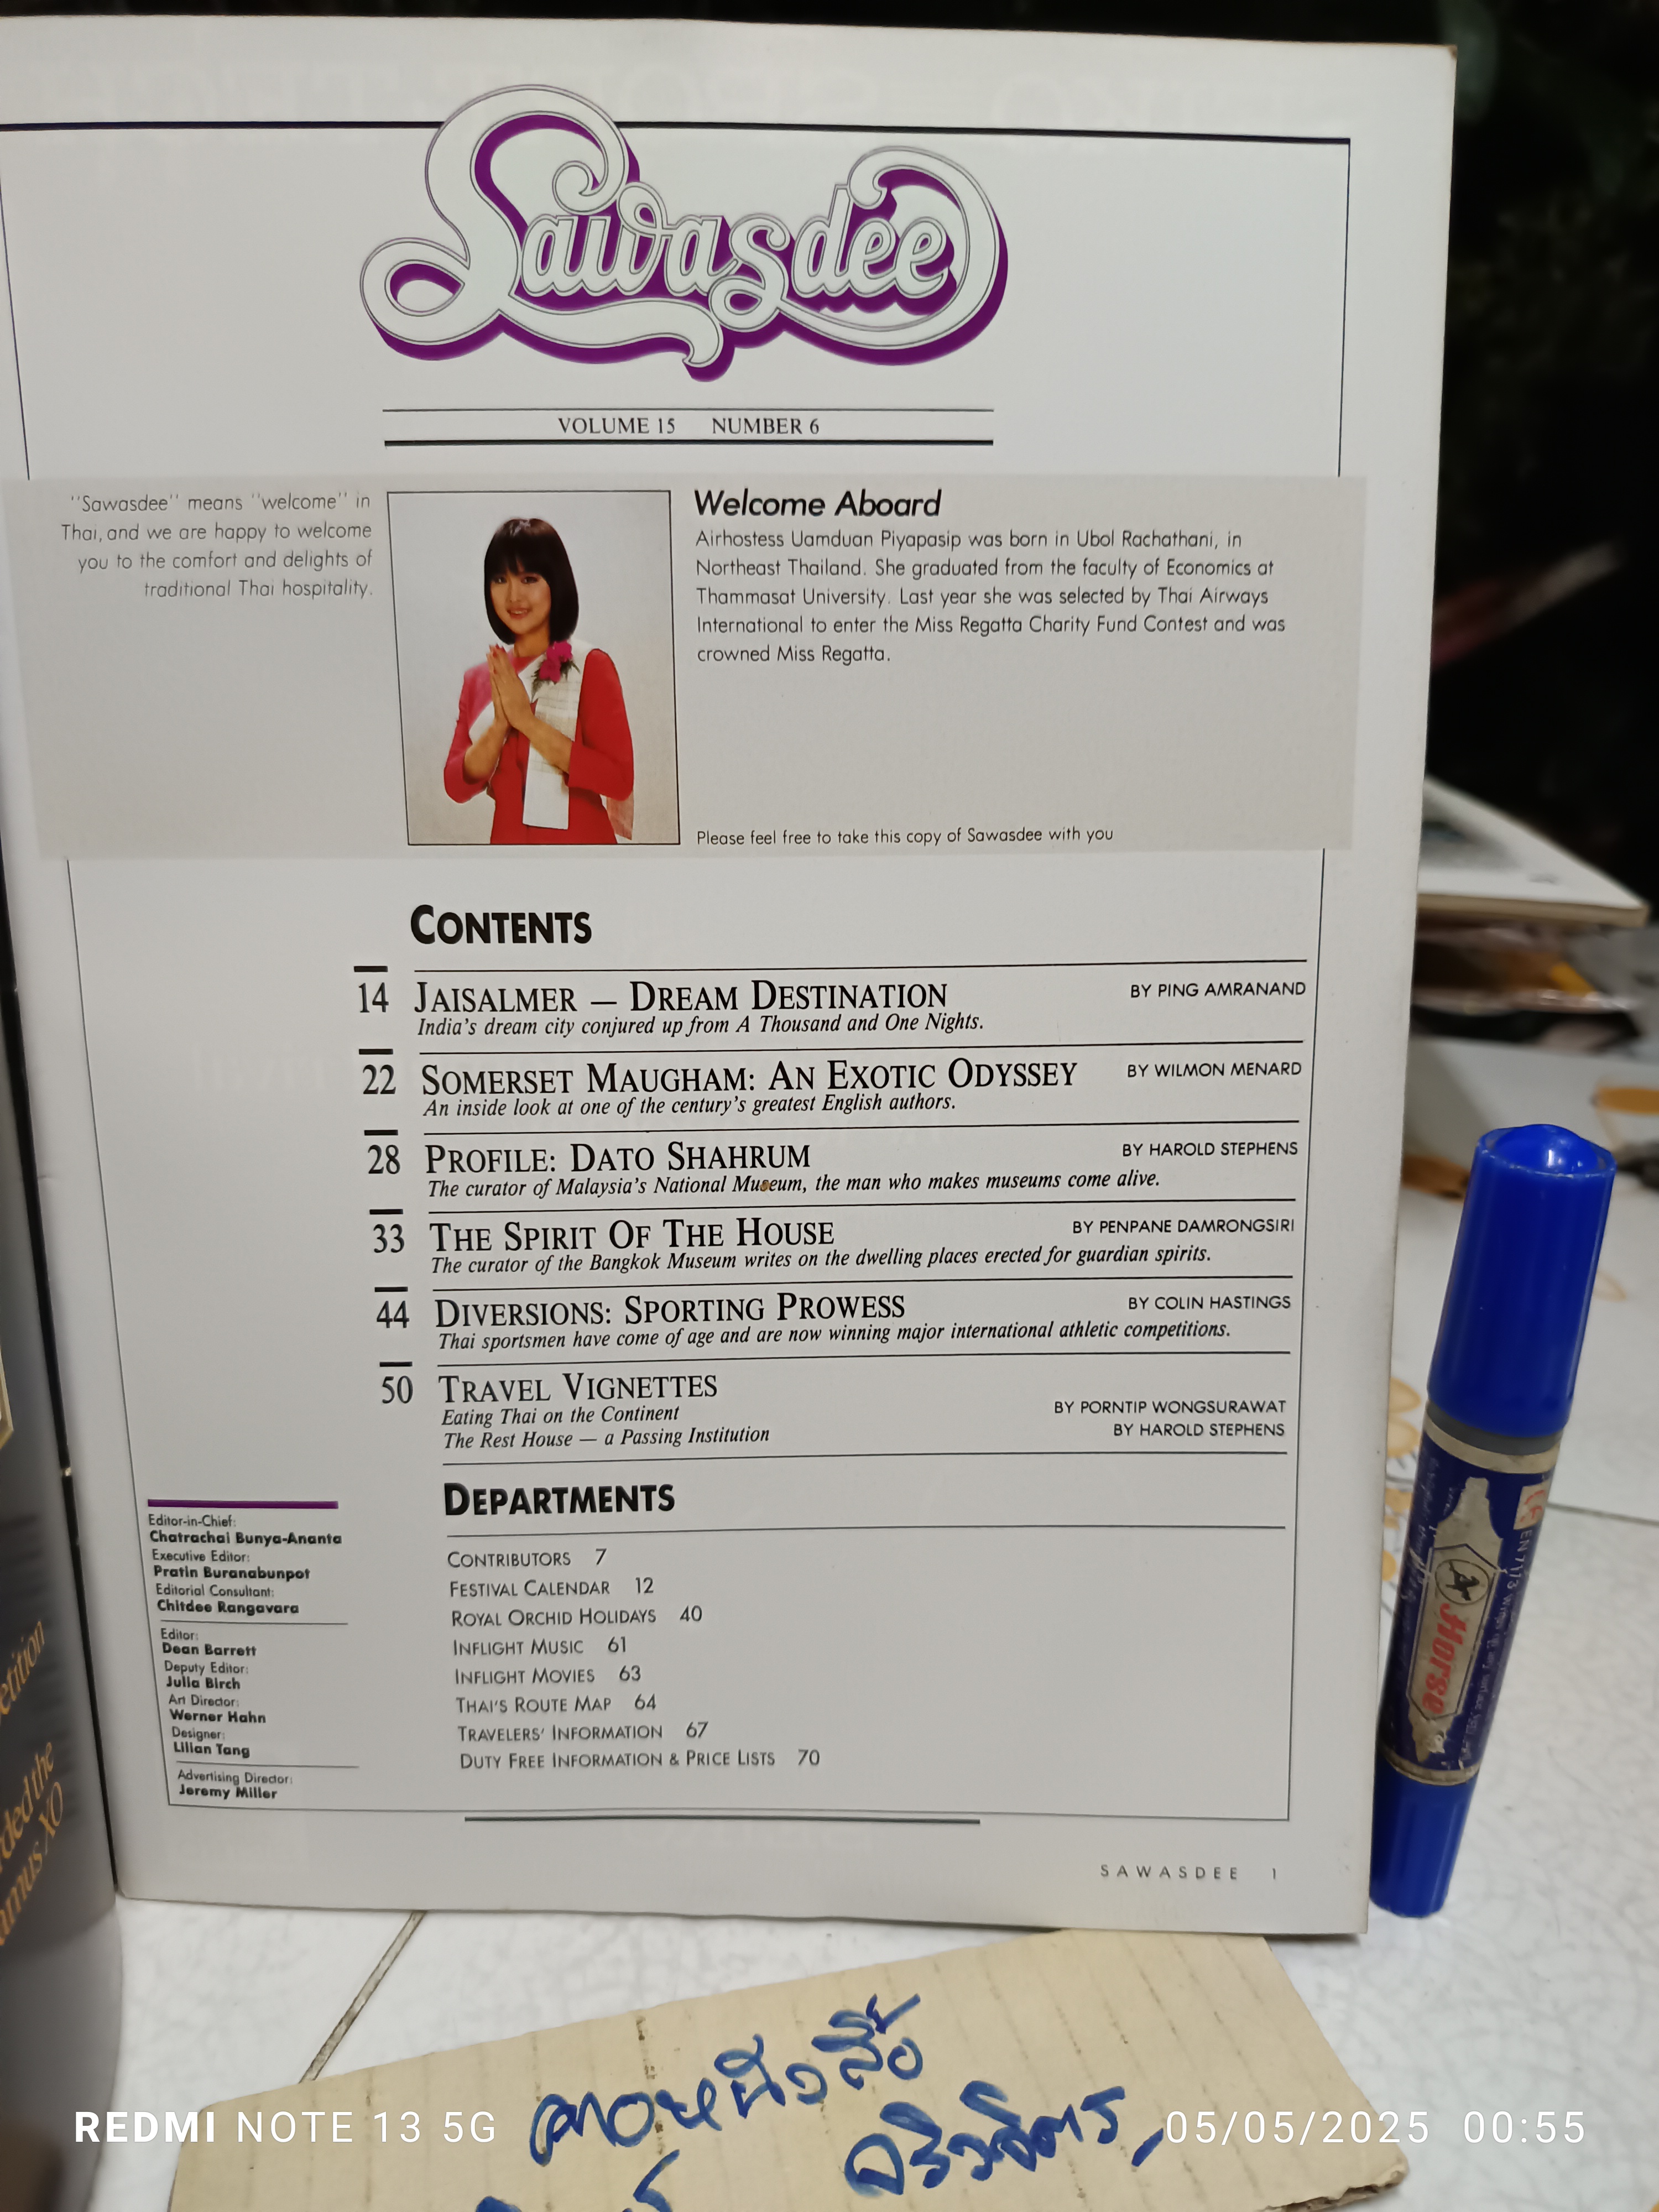 Sawasdee
VOLUME 15 NUMBER 6
"Sawasdee" means "welcome" in
Thai, and we are happy to welcome
you to the comfort and delights of
traditional Thai hospitality.
Welcome Aboard
Airhostess Uamduan Piyapasip was born in Ubol Rachathani, in
Northeast Thailand. She graduated from the faculty of Economics at
Thammasat University. Last year she was selected by Thai Airways
International to enter the Miss Regatta Charity Fund Contest and was
crowned Miss Regatta.
Please feel free to take this copy of Sawasdee with you
CONTENTS
14 JAISALMER — DREAM DESTINATION BY PING AMRANAND
India's dream city conjured up from A Thousand and One Nights.
22 SOMERSET MAUGHAM: AN EXOTIC ODYSSEY BY WILMON MENARD
An inside look at one of the century's greatest English authors.
28 PROFILE: DATO SHAHRUM BY HAROLD STEPHENS
The curator of Malaysia's National Museum, the man who makes museums come alive.
33 THE SPIRIT OF THE HOUSE BY PENPANE DAMRONGSIRI
The curator of the Bangkok Museum writes on the dwelling places erected for guardian spirits.
44 DIVERSIONS: SPORTING PROWESS BY COLIN HASTINGS
Thai sportsmen have come of age and are now winning major international athletic competitions.
50 TRAVEL VIGNETTES
Eating Thai on the Continent BY PORNTIP WONGSURAWAT
The Rest House — a Passing Institution BY HAROLD STEPHENS
DEPARTMENTS
CONTRIBUTORS 7
FESTIVAL CALENDAR 12
ROYAL ORCHID HOLIDAYS 40
INFLIGHT MUSIC 61
INFLIGHT MOVIES 63
THAI'S ROUTE MAP 64
TRAVELERS' INFORMATION 67
DUTY FREE INFORMATION & PRICE LISTS 70
Editor-in-Chief:
Chatrachai Bunya-Ananta
Executive Editor:
Pratin Buranabunpot
Editorial Consultant:
Chitdee Rangavara
Editor:
Dean Barrett
Deputy Editor:
Julia Birch
Art Director:
Werner Hahn
Designer:
Lilian Tang
Advertising Director:
Jeremy Miller
SAWASDEE 1
Horse
EN 71/3
REDMI NOTE 13 5G
05/05/2025 00:55